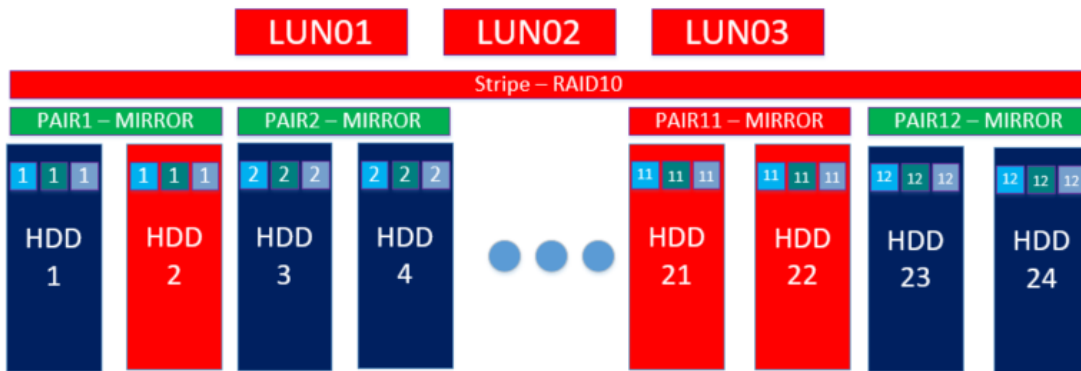 LUN01 LUN02 LUN03
Stripe – RAID10
PAIR1 – MIRROR PAIR2 – MIRROR PAIR11 – MIRROR PAIR12 – MIRROR
1 1 1 1 1 1 2 2 2 2 2 2 11 11 11 11 11 11 12 12 12 12 12 12
HDD HDD HDD HDD HDD HDD HDD HDD
1 2 3 4 21 22 23 24